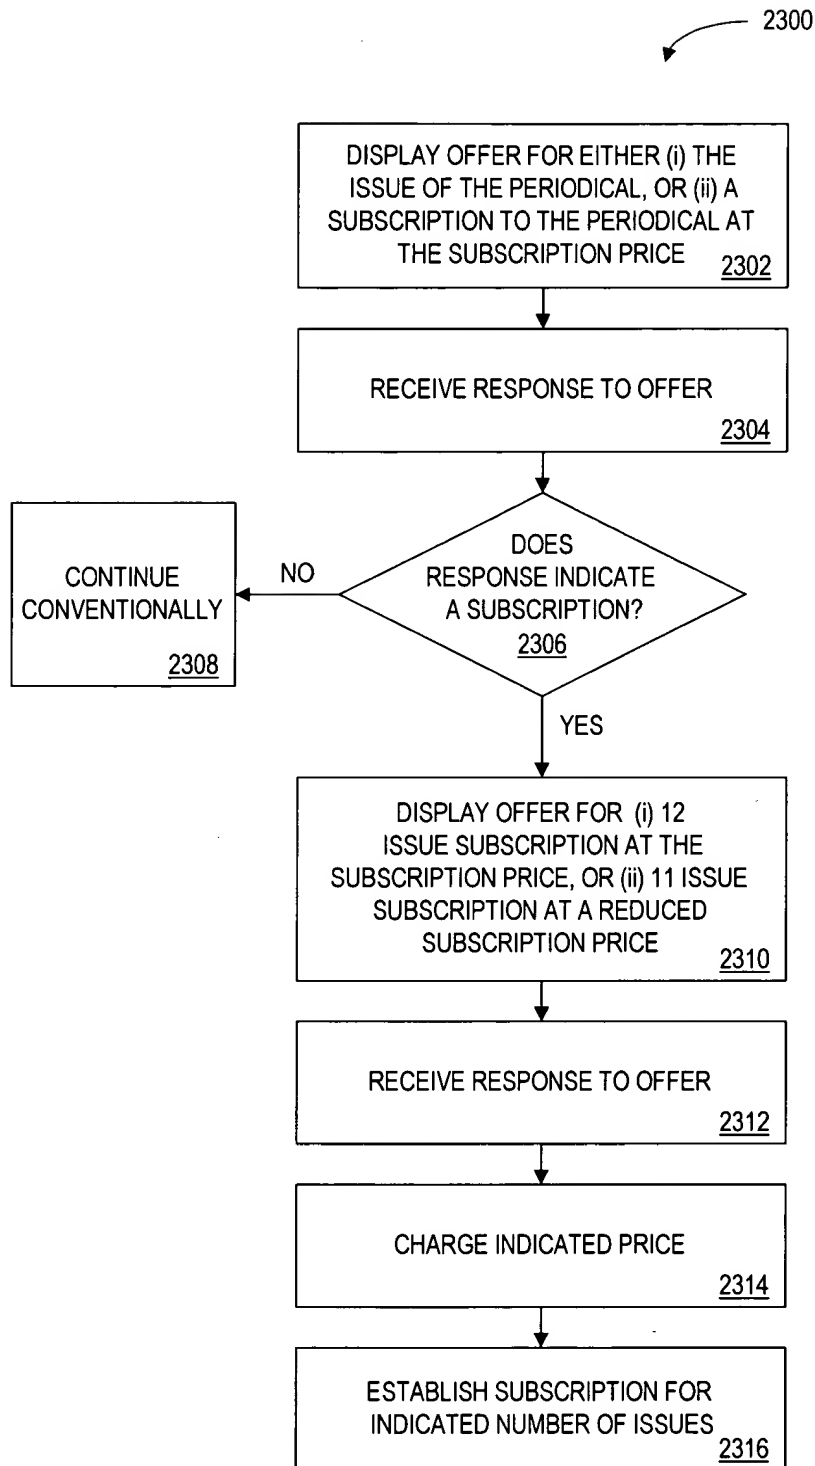 2300
DISPLAY OFFER FOR EITHER (i) THE
ISSUE OF THE PERIODICAL, OR (ii) A
SUBSCRIPTION TO THE PERIODICAL AT
THE SUBSCRIPTION PRICE
2302
RECEIVE RESPONSE TO OFFER
2304
DOES
RESPONSE INDICATE
A SUBSCRIPTION?
2306
NO
CONTINUE
CONVENTIONALLY
2308
YES
DISPLAY OFFER FOR (i) 12
ISSUE SUBSCRIPTION AT THE
SUBSCRIPTION PRICE, OR (ii) 11 ISSUE
SUBSCRIPTION AT A REDUCED
SUBSCRIPTION PRICE
2310
RECEIVE RESPONSE TO OFFER
2312
CHARGE INDICATED PRICE
2314
ESTABLISH SUBSCRIPTION FOR
INDICATED NUMBER OF ISSUES
2316